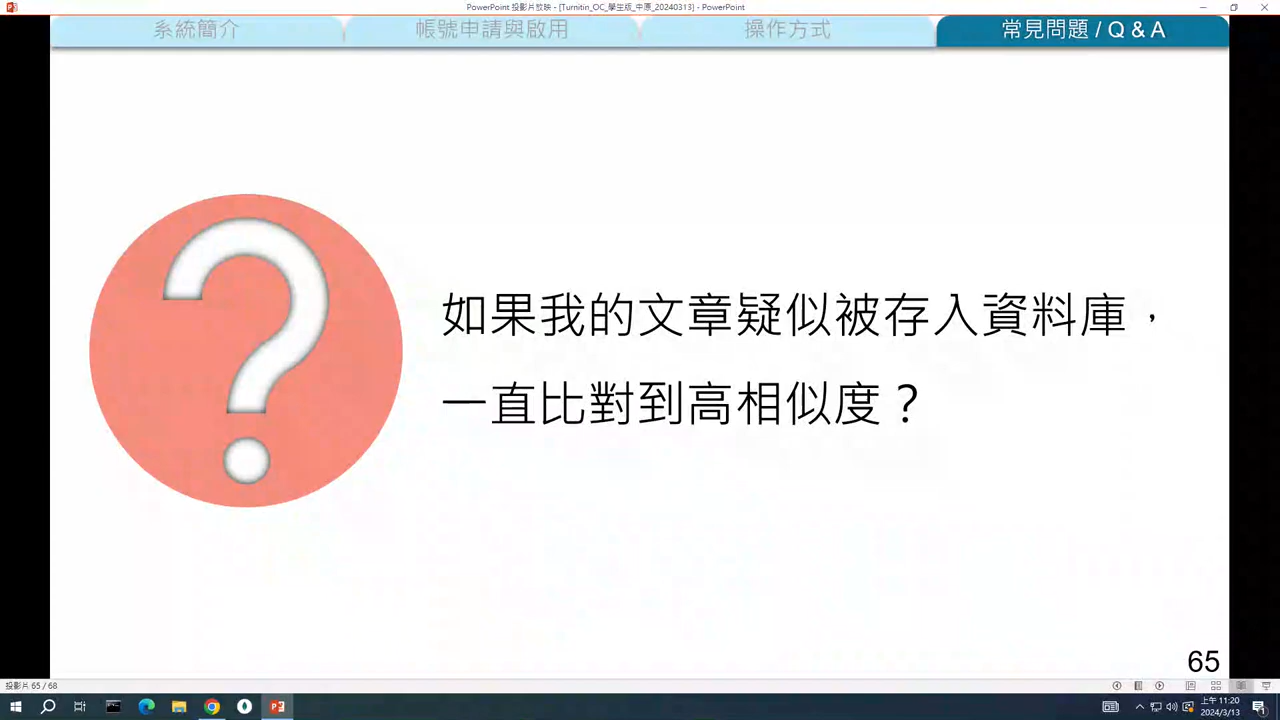 PowerPoint 投影片放映 - [Turnitin_OC_學生版_中原_20240313] - PowerPoint
系統簡介
帳號申請與啟用
操作方式
常見問題 / Q & A
如果我的文章疑似被存入資料庫，
一直比對到高相似度？
65
投影片 65 / 68
上午 11:20
2024/3/13